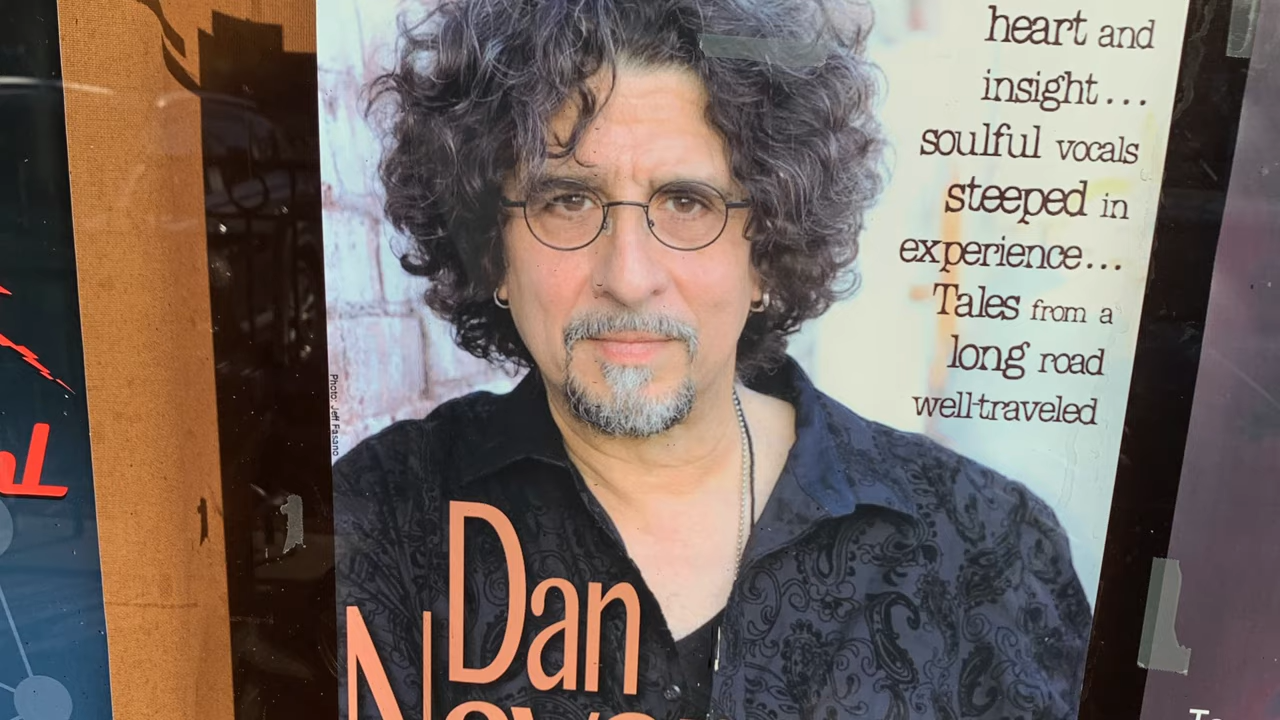 heart and
insight...
soulful vocals
steeped in
experience...
Tales from a
long road
well-traveled
Photo: Jeff Fasano
Dan